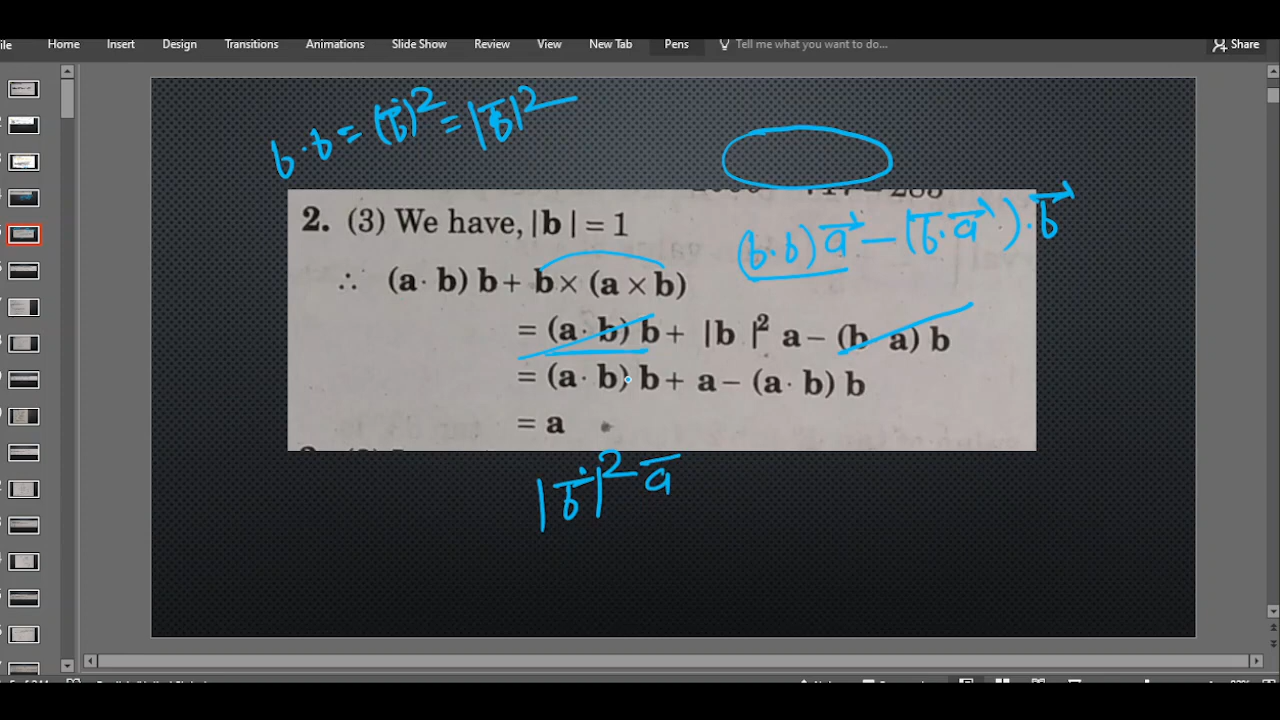 File Home Insert Design Transitions Animations Slide Show Review View New Tab Pens Tell me what you want to do... Share
b·b = (b̄)² = |b̄|²
2. (3) We have, |b| = 1
(b·b) a⃗ – (b̄·a⃗)·b⃗
∴ (a · b) b + b × (a × b)
= (a · b) b + |b|² a – (b a) b
= (a · b) b + a – (a · b) b
= a
|b̄|² ā